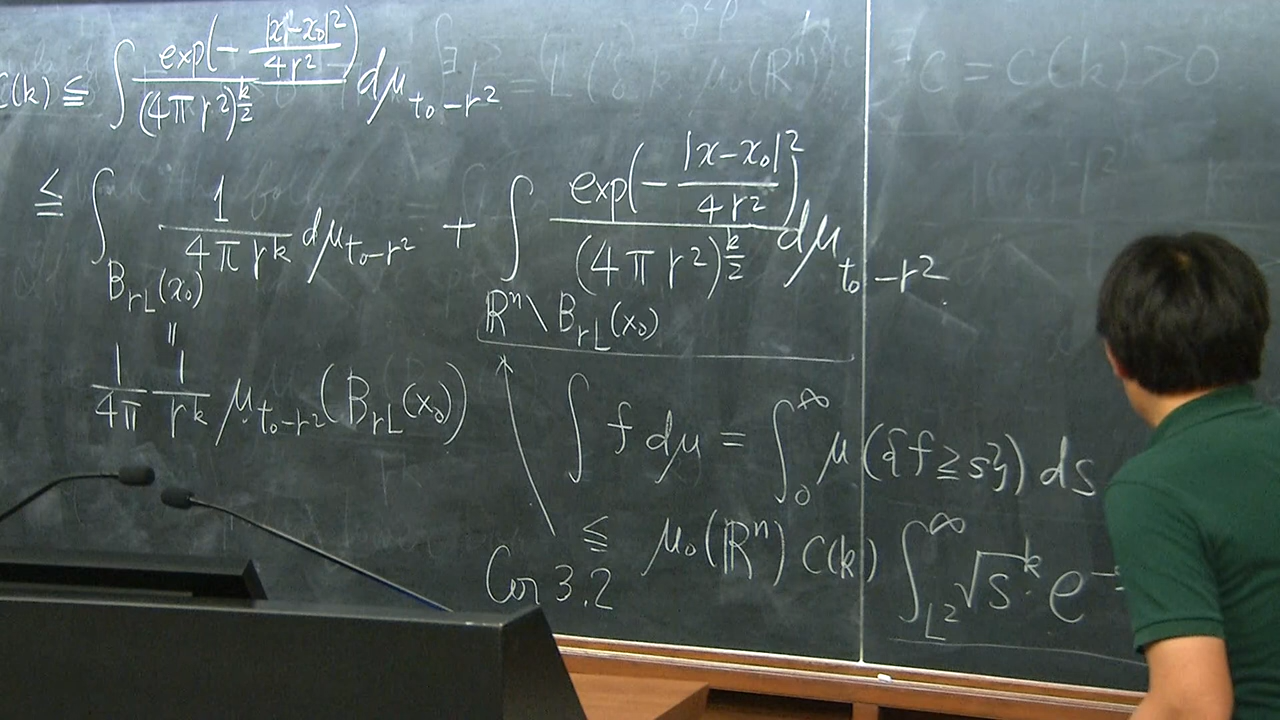 C(k) ≦ ∫ exp(-|x-x₀|²/4r²)/(4πr²)^{k/2} dμ_{t₀-r²}
∃c = C(k) > 0
≦ ∫_{B_{rL}(x₀)} 1/4πr^k dμ_{t₀-r²} + ∫_{ℝⁿ\B_{rL}(x₀)} exp(-|x-x₀|²/4r²)/(4πr²)^{k/2} dμ_{t₀-r²}
=
1/4π 1/r^k μ_{t₀-r²}(B_{rL}(x₀))
∫ f dμ = ∫₀^∞ μ({f ≧ s}) ds
Cor 3.2 ≦ μ₀(ℝⁿ) C(k) ∫_{L²}^∞ √s^k · e^-